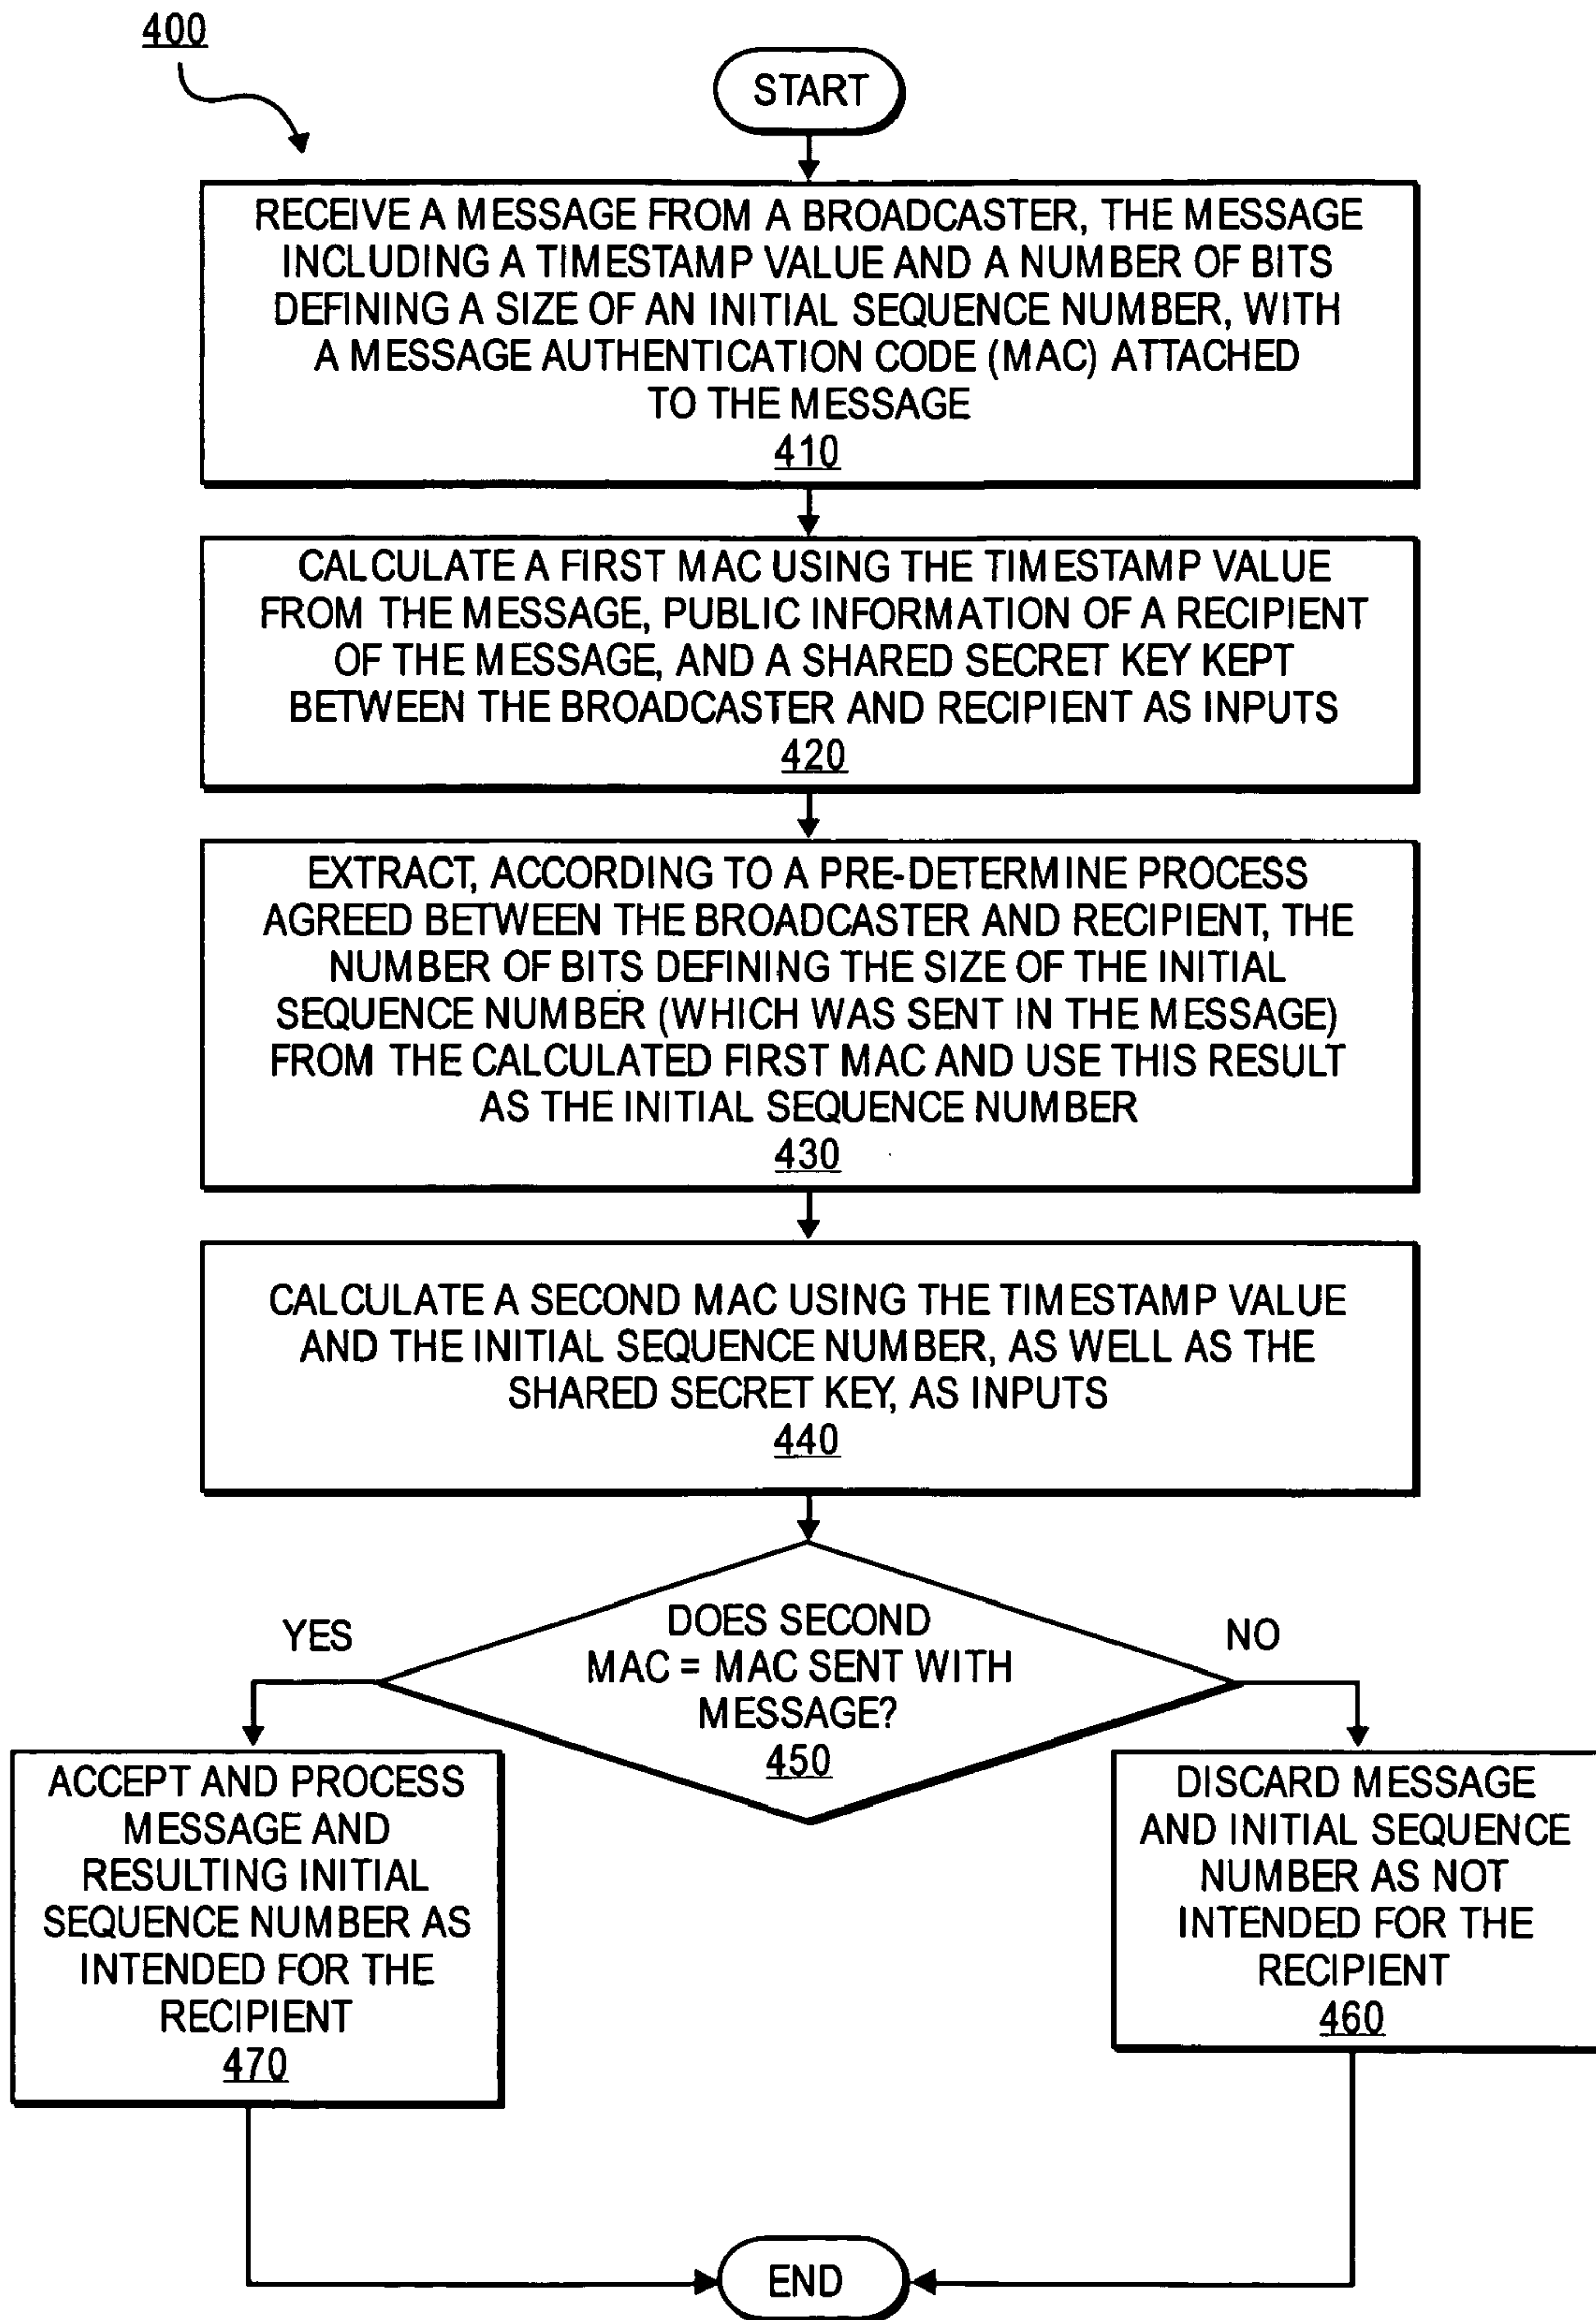 400
START
RECEIVE A MESSAGE FROM A BROADCASTER, THE MESSAGE
INCLUDING A TIMESTAMP VALUE AND A NUMBER OF BITS
DEFINING A SIZE OF AN INITIAL SEQUENCE NUMBER, WITH
A MESSAGE AUTHENTICATION CODE (MAC) ATTACHED
TO THE MESSAGE
410
CALCULATE A FIRST MAC USING THE TIMESTAMP VALUE
FROM THE MESSAGE, PUBLIC INFORMATION OF A RECIPIENT
OF THE MESSAGE, AND A SHARED SECRET KEY KEPT
BETWEEN THE BROADCASTER AND RECIPIENT AS INPUTS
420
EXTRACT, ACCORDING TO A PRE-DETERMINE PROCESS
AGREED BETWEEN THE BROADCASTER AND RECIPIENT, THE
NUMBER OF BITS DEFINING THE SIZE OF THE INITIAL
SEQUENCE NUMBER (WHICH WAS SENT IN THE MESSAGE)
FROM THE CALCULATED FIRST MAC AND USE THIS RESULT
AS THE INITIAL SEQUENCE NUMBER
430
CALCULATE A SECOND MAC USING THE TIMESTAMP VALUE
AND THE INITIAL SEQUENCE NUMBER, AS WELL AS THE
SHARED SECRET KEY, AS INPUTS
440
DOES SECOND
MAC = MAC SENT WITH
MESSAGE?
450
YES
NO
ACCEPT AND PROCESS
MESSAGE AND
RESULTING INITIAL
SEQUENCE NUMBER AS
INTENDED FOR THE
RECIPIENT
470
DISCARD MESSAGE
AND INITIAL SEQUENCE
NUMBER AS NOT
INTENDED FOR THE
RECIPIENT
460
END